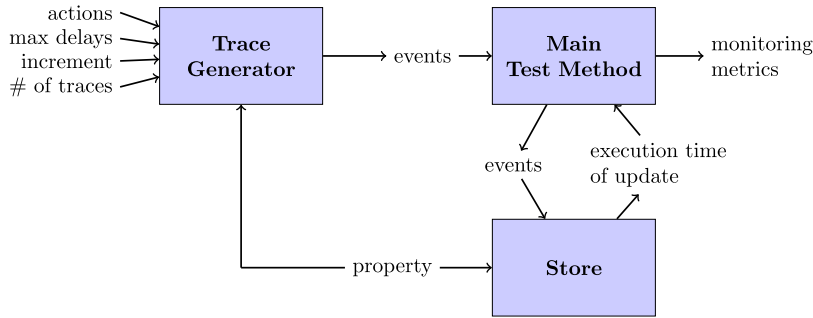 actions
max delays
increment
# of traces
Trace
Generator
events
Main
Test Method
monitoring
metrics
events
execution time
of update
property
Store